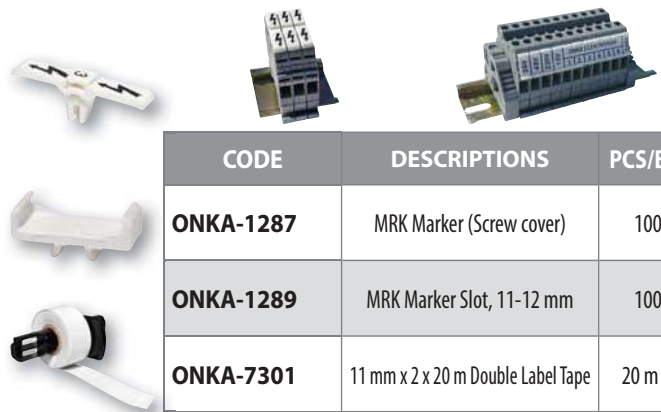 CODE DESCRIPTIONS PCS/B
ONKA-1287 MRK Marker (Screw cover) 100
ONKA-1289 MRK Marker Slot, 11-12 mm 100
ONKA-7301 11 mm x 2 x 20 m Double Label Tape 20 m